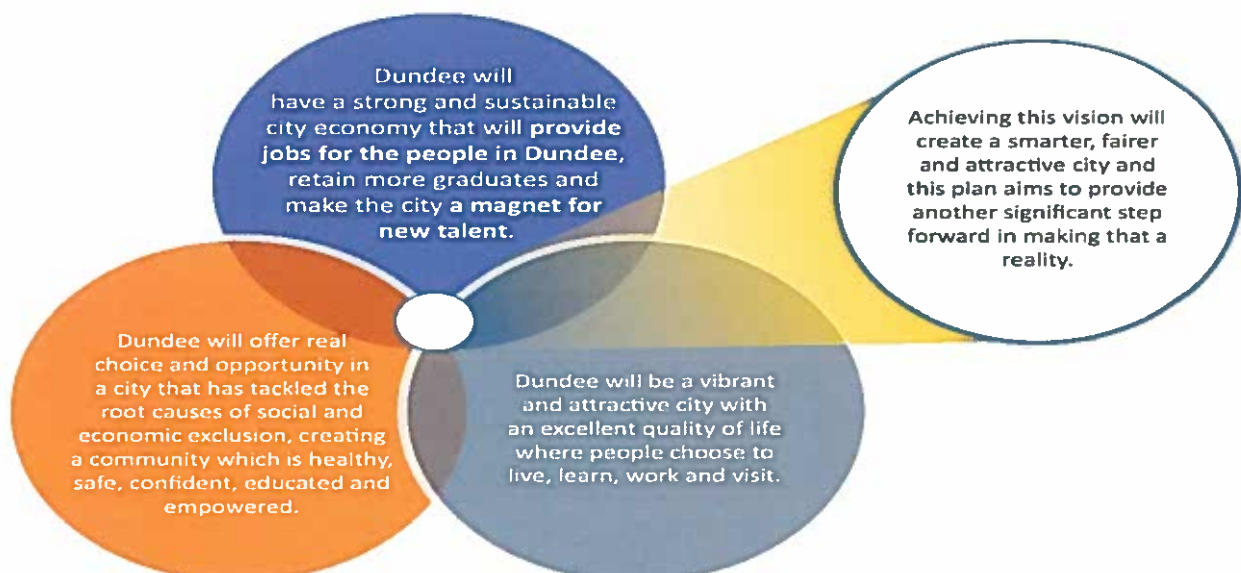 Dundee will
have a strong and sustainable
city economy that will provide
jobs for the people in Dundee,
retain more graduates and
make the city a magnet for
new talent.
Achieving this vision will
create a smarter, fairer
and attractive city and
this plan aims to provide
another significant step
forward in making that a
reality.
Dundee will offer real
choice and opportunity in
a city that has tackled the
root causes of social and
economic exclusion, creating
a community which is healthy,
safe, confident, educated and
empowered.
Dundee will be a vibrant
and attractive city with
an excellent quality of life
where people choose to
live, learn, work and visit.